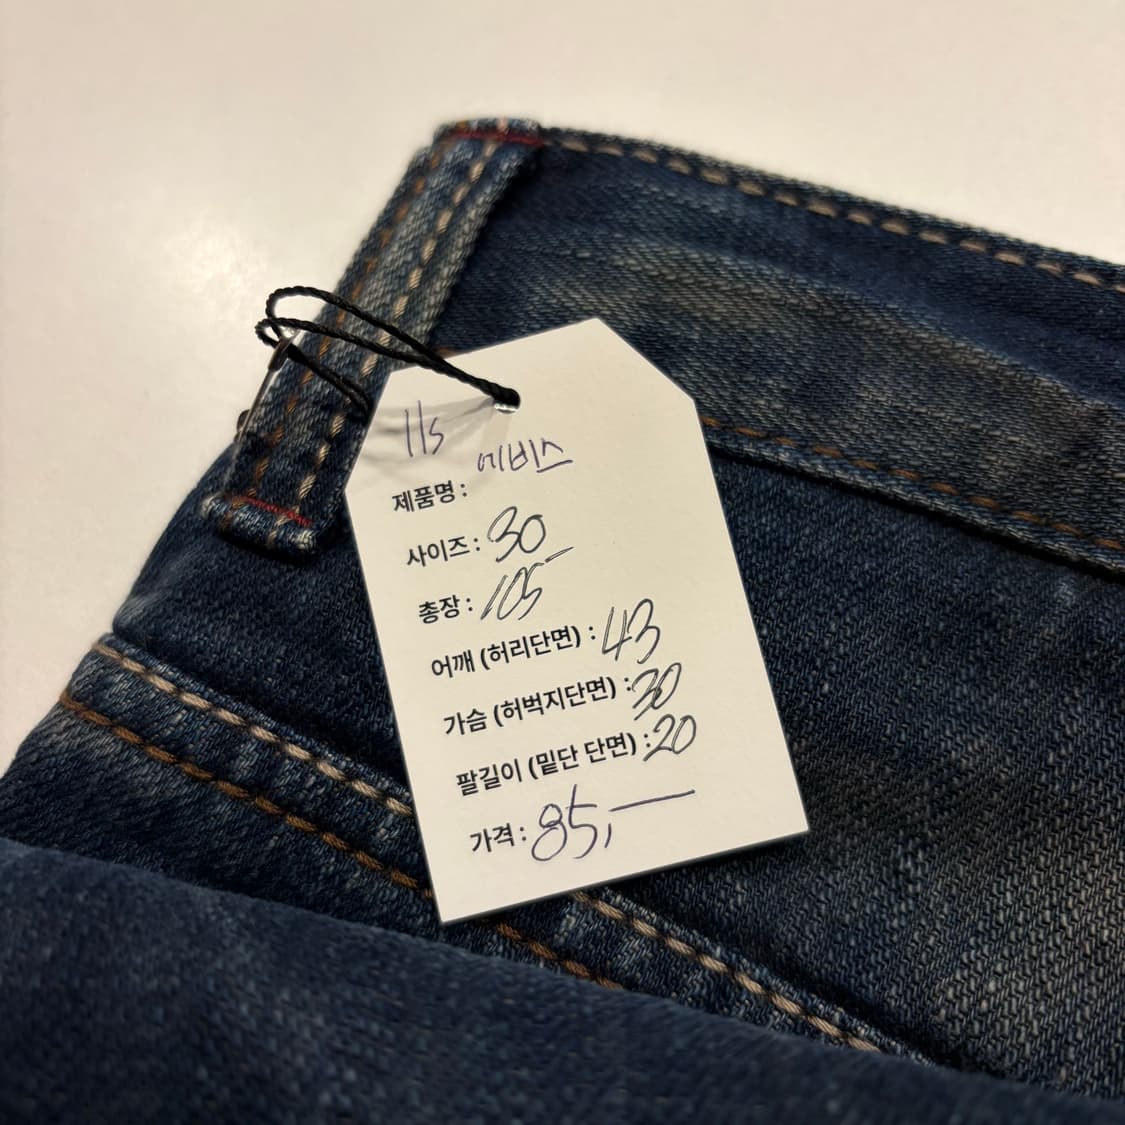 11s
에비스
제품명 :
사이즈 : 30
총장 : 105
어깨 (허리단면) : 43
가슴 (허벅지단면) : 30
팔길이 (밑단 단면) : 20
가격 : 85,—